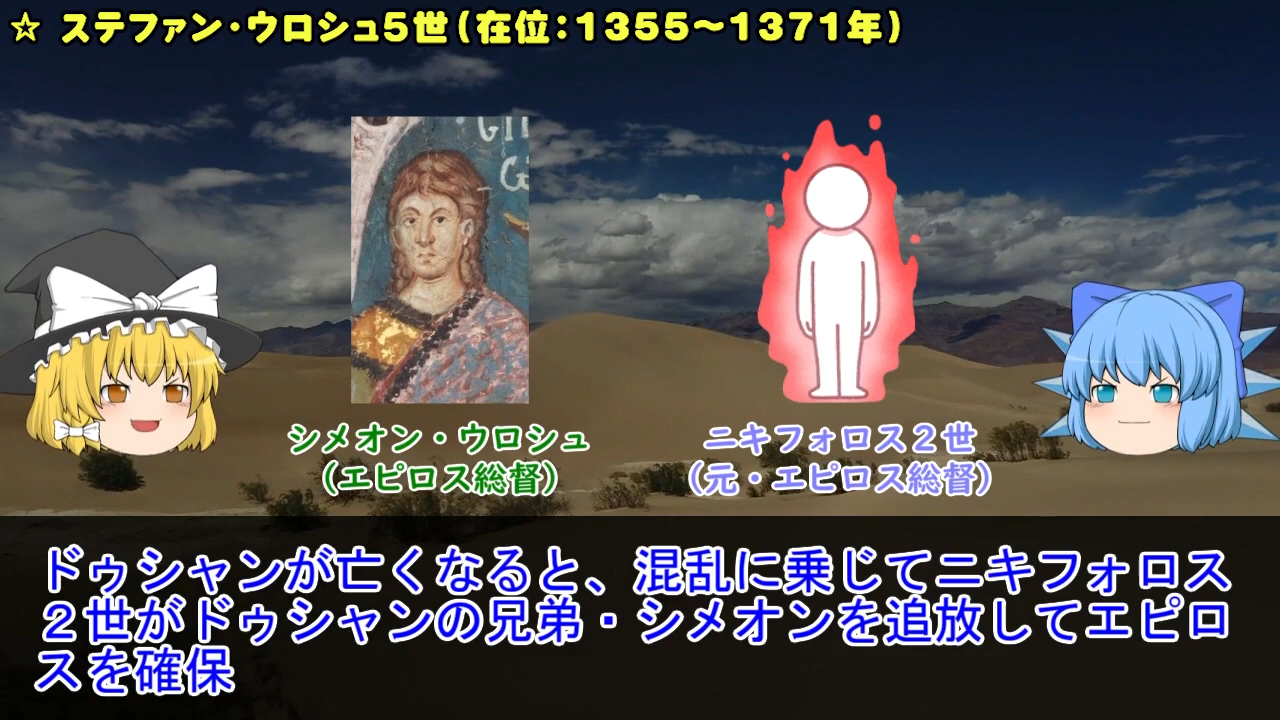 ☆ ステファン・ウロシュ5世(在位:1355～1371年)
シメオン・ウロシュ
(エピロス総督)
ニキフォロス２世
(元・エピロス総督)
ドゥシャンが亡くなると、混乱に乗じてニキフォロス
２世がドゥシャンの兄弟・シメオンを追放してエピロ
スを確保